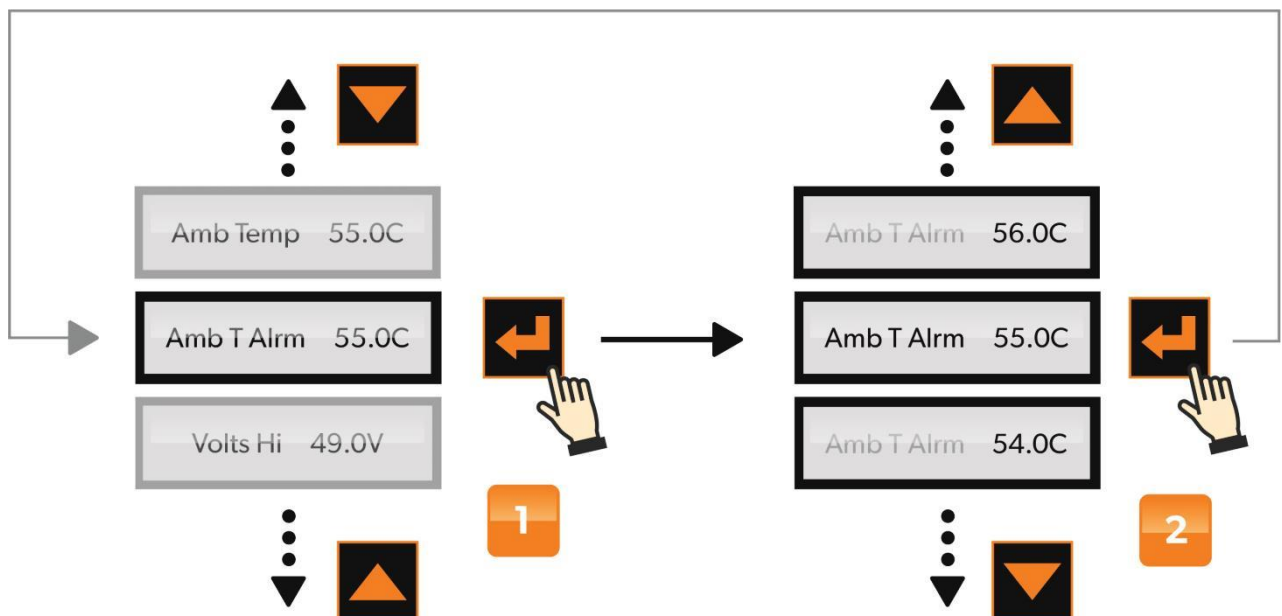 Amb Temp 55.0C
Amb T Alrm 55.0C
Volts Hi 49.0V
1
Amb T Alrm 56.0C
Amb T Alrm 55.0C
Amb T Alrm 54.0C
2